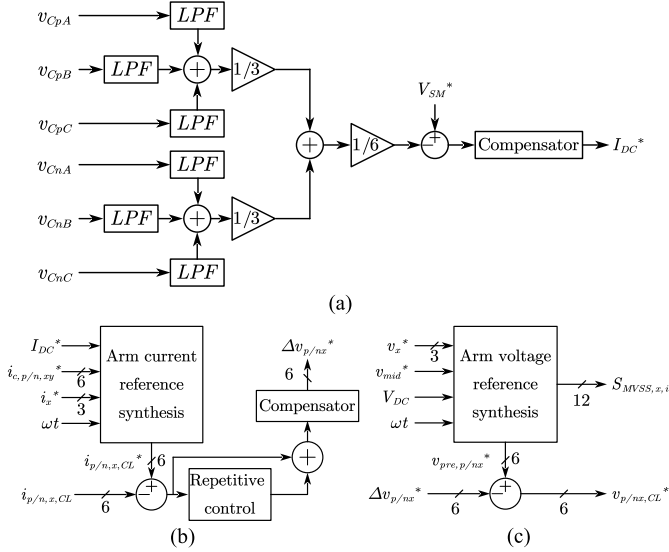 v_CpA
LPF
v_CpB
LPF
+
1/3
v_CpC
LPF
V_SM*
+
1/6
+
−
Compensator
I_DC*
v_CnA
LPF
v_CnB
LPF
+
1/3
v_CnC
LPF
(a)
I_DC*
i_c,p/n,xy*
6
i_x*
3
ωt
Arm current
reference
synthesis
Δv_p/nx*
6
Compensator
i_p/n,x,CL*
6
+
i_p/n,x,CL
6
+
−
Repetitive
control
(b)
v_x*
3
v_mid*
V_DC
ωt
Arm voltage
reference
synthesis
12
S_MVSS,x,i
v_pre,p/nx*
6
Δv_p/nx*
6
+
−
6
v_p/nx,CL*
(c)